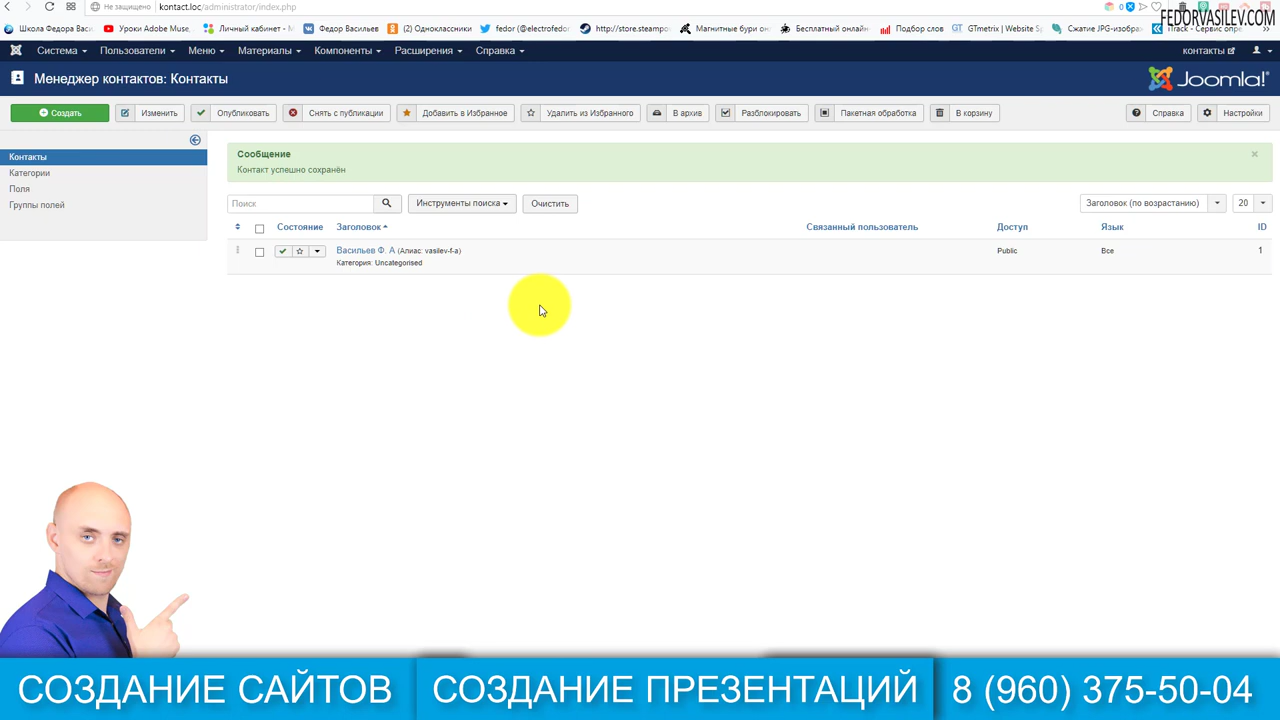 Не защищено kontact.loc/administrator/index.php
0
FEDORVASILEV.COM
Школа Федора Васи. Уроки Adobe Muse, Личный кабинет - М Федор Васильев (1) Одноклассники fedor (@electrofedor http://store.steampow Магнитные бури он Бесплатный онлайн Подбор слов GTmetrix | Website S Сжатие JPG-изображ iTrack - Сервис опре
Система Пользователи Меню Материалы Компоненты Расширения Справка контакты
Менеджер контактов: Контакты Joomla!®
Создать Изменить Опубликовать Снять с публикации Добавить в Избранное Удалить из Избранного В архив Разблокировать Пакетная обработка В корзину Справка Настройки
Контакты
Категории
Поля
Группы полей
Сообщение ×
Контакт успешно сохранён
Поиск Инструменты поиска Очистить Заголовок (по возрастанию) 20
Состояние Заголовок Связанный пользователь Доступ Язык ID
Васильев Ф. А (Алиас: vasilev-f-a) Public Все 1
Категория: Uncategorised
СОЗДАНИЕ САЙТОВ СОЗДАНИЕ ПРЕЗЕНТАЦИЙ 8 (960) 375-50-04